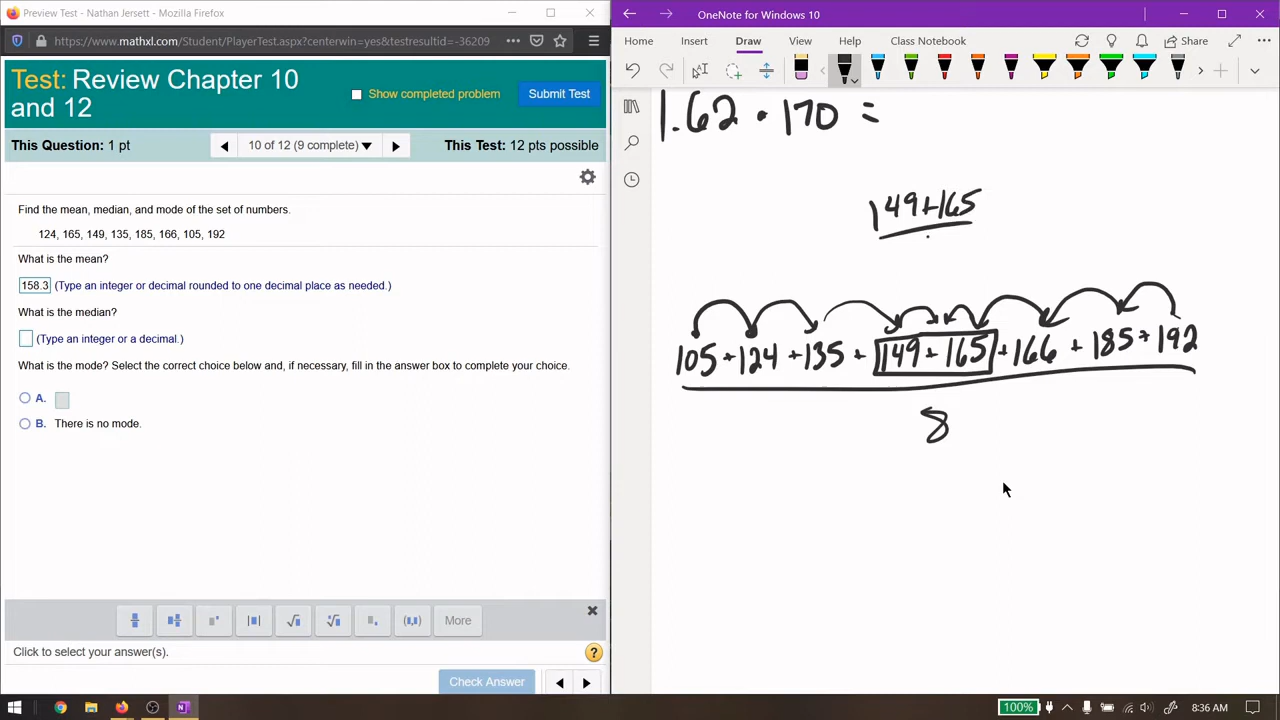 Preview Test - Nathan Jersett - Mozilla Firefox
https://www.mathxl.com/Student/PlayerTest.aspx?centerwin=yes&testresultid=-36209
Test: Review Chapter 10
and 12
Show completed problem
Submit Test
This Question: 1 pt
10 of 12 (9 complete)
This Test: 12 pts possible
Find the mean, median, and mode of the set of numbers.
124, 165, 149, 135, 185, 166, 105, 192
What is the mean?
158.3 (Type an integer or decimal rounded to one decimal place as needed.)
What is the median?
(Type an integer or a decimal.)
What is the mode? Select the correct choice below and, if necessary, fill in the answer box to complete your choice.
A.
B. There is no mode.
More
Click to select your answer(s).
?
Check Answer
OneNote for Windows 10
Home Insert Draw View Help Class Notebook
Share
1.62 · 170 =
149+165
105 + 124 + 135 + 149 + 165 + 166 + 185 + 192
8
100%
8:36 AM